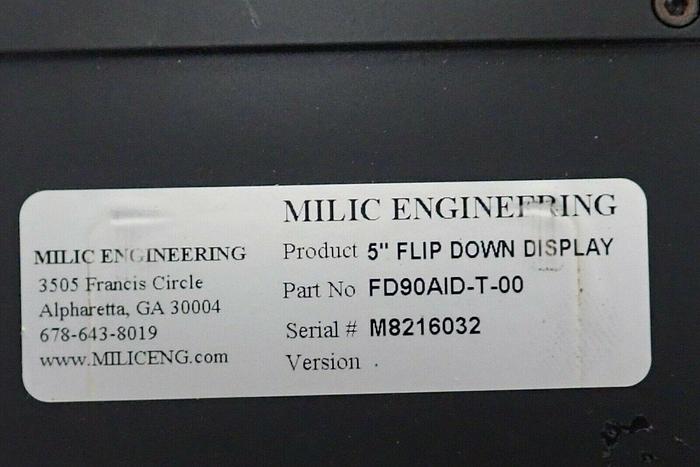 MILIC ENGINEERING
3505 Francis Circle
Alpharetta, GA 30004
678-643-8019
www.MILICENG.com
MILIC ENGINEERING
Product 5" FLIP DOWN DISPLAY
Part No FD90AID-T-00
Serial # M8216032
Version .